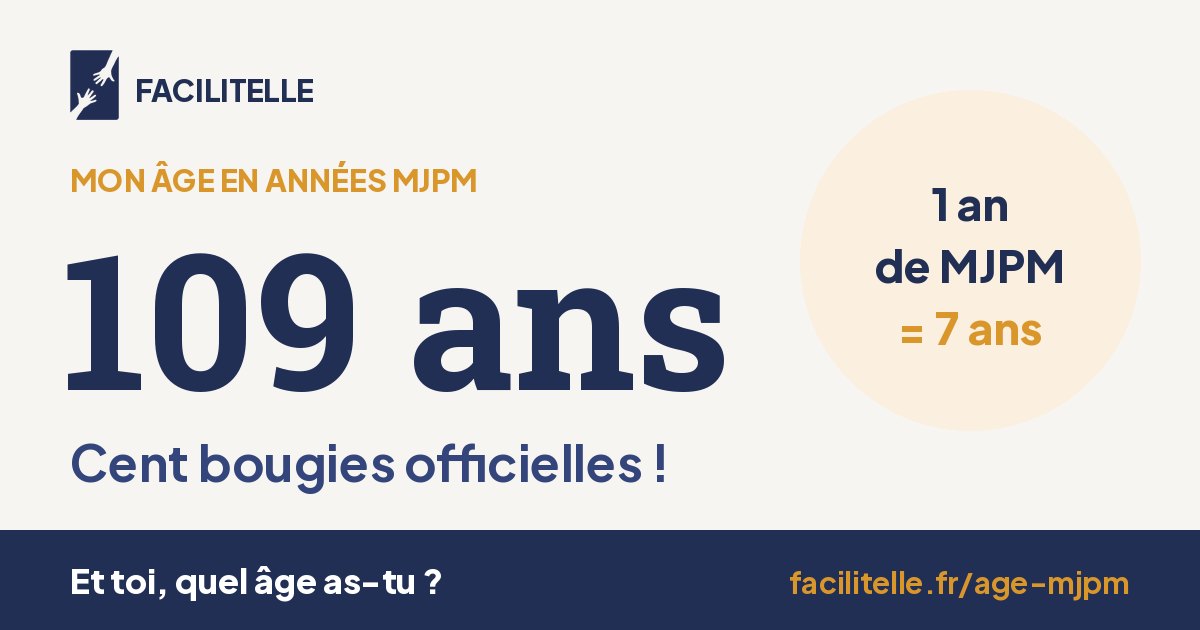 FACILITELLE
MON ÂGE EN ANNÉES MJPM
109 ans
Cent bougies officielles !
1 an
de MJPM
= 7 ans
Et toi, quel âge as-tu ?
facilitelle.fr/age-mjpm